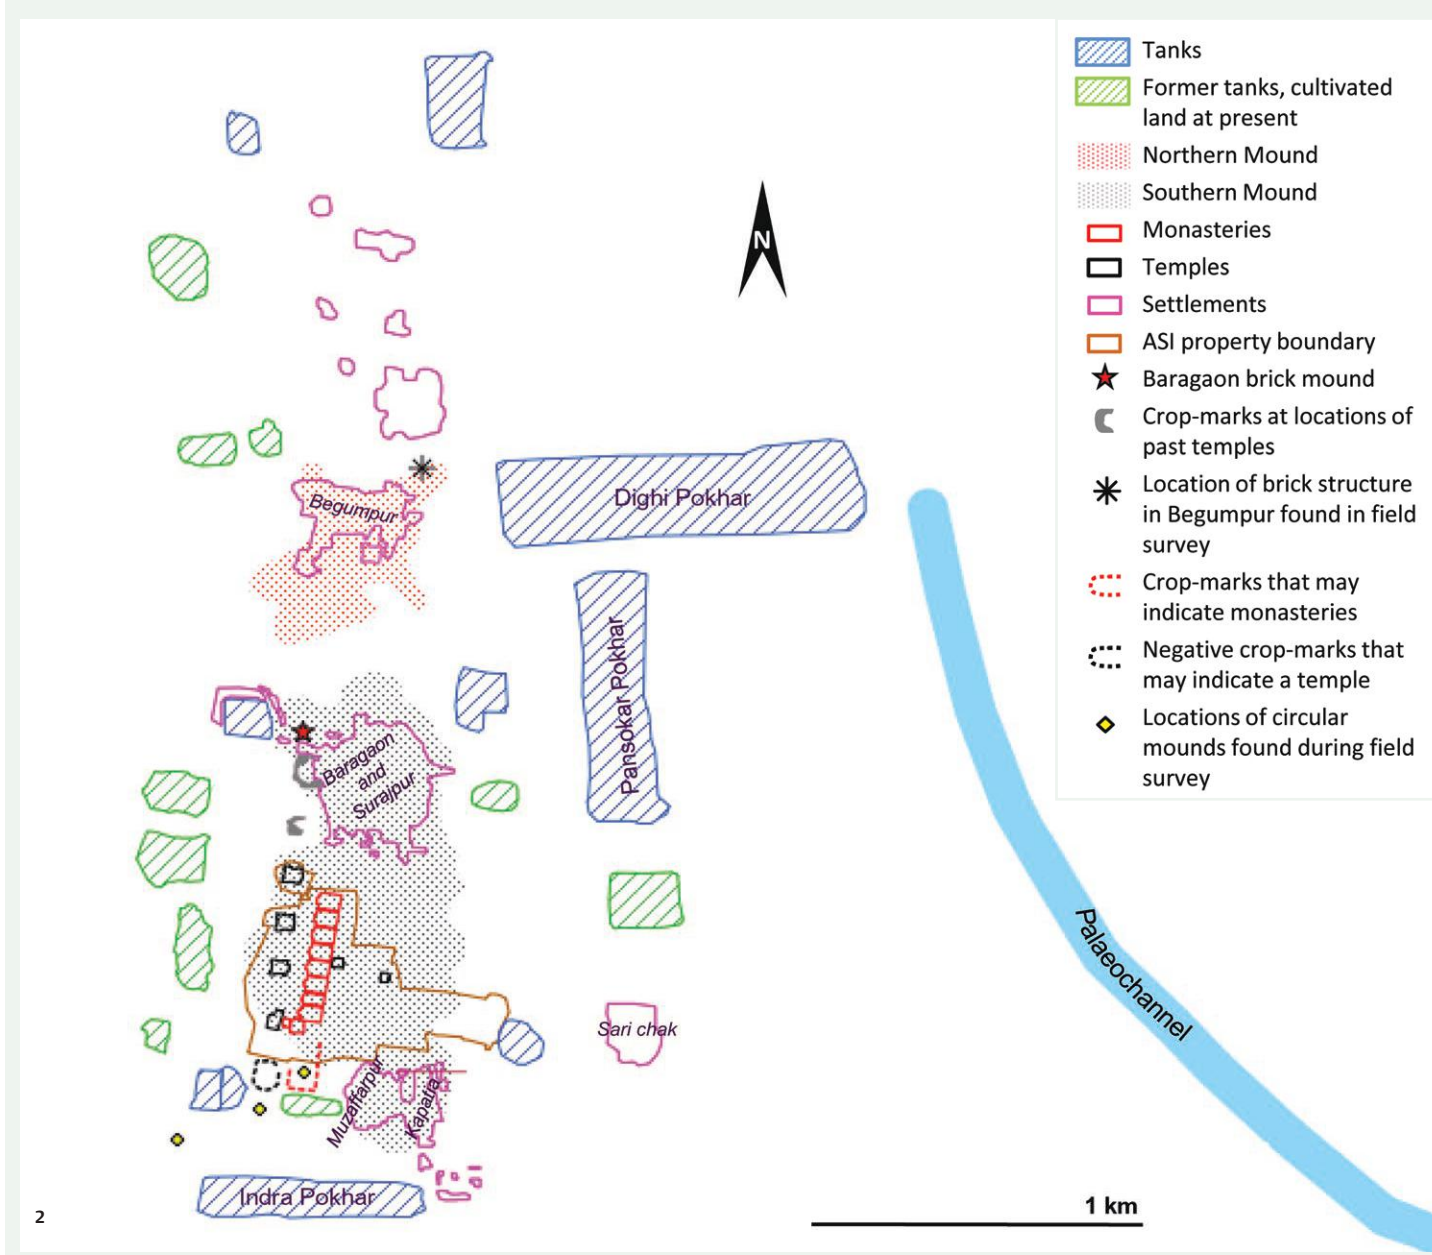 Tanks
Former tanks, cultivated
land at present
Northern Mound
Southern Mound
Monasteries
Temples
Settlements
ASI property boundary
Baragaon brick mound
Crop-marks at locations of
past temples
Location of brick structure
in Begumpur found in field
survey
Crop-marks that may
indicate monasteries
Negative crop-marks that
may indicate a temple
Locations of circular
mounds found during field
survey
N
Dighi Pokhar
Begumpur
Pansokar Pokhar
Baragaon
and
Surajpur
Palaeochannel
Sari chak
Muzaffarpur
Kapatia
Indra Pokhar
1 km
2